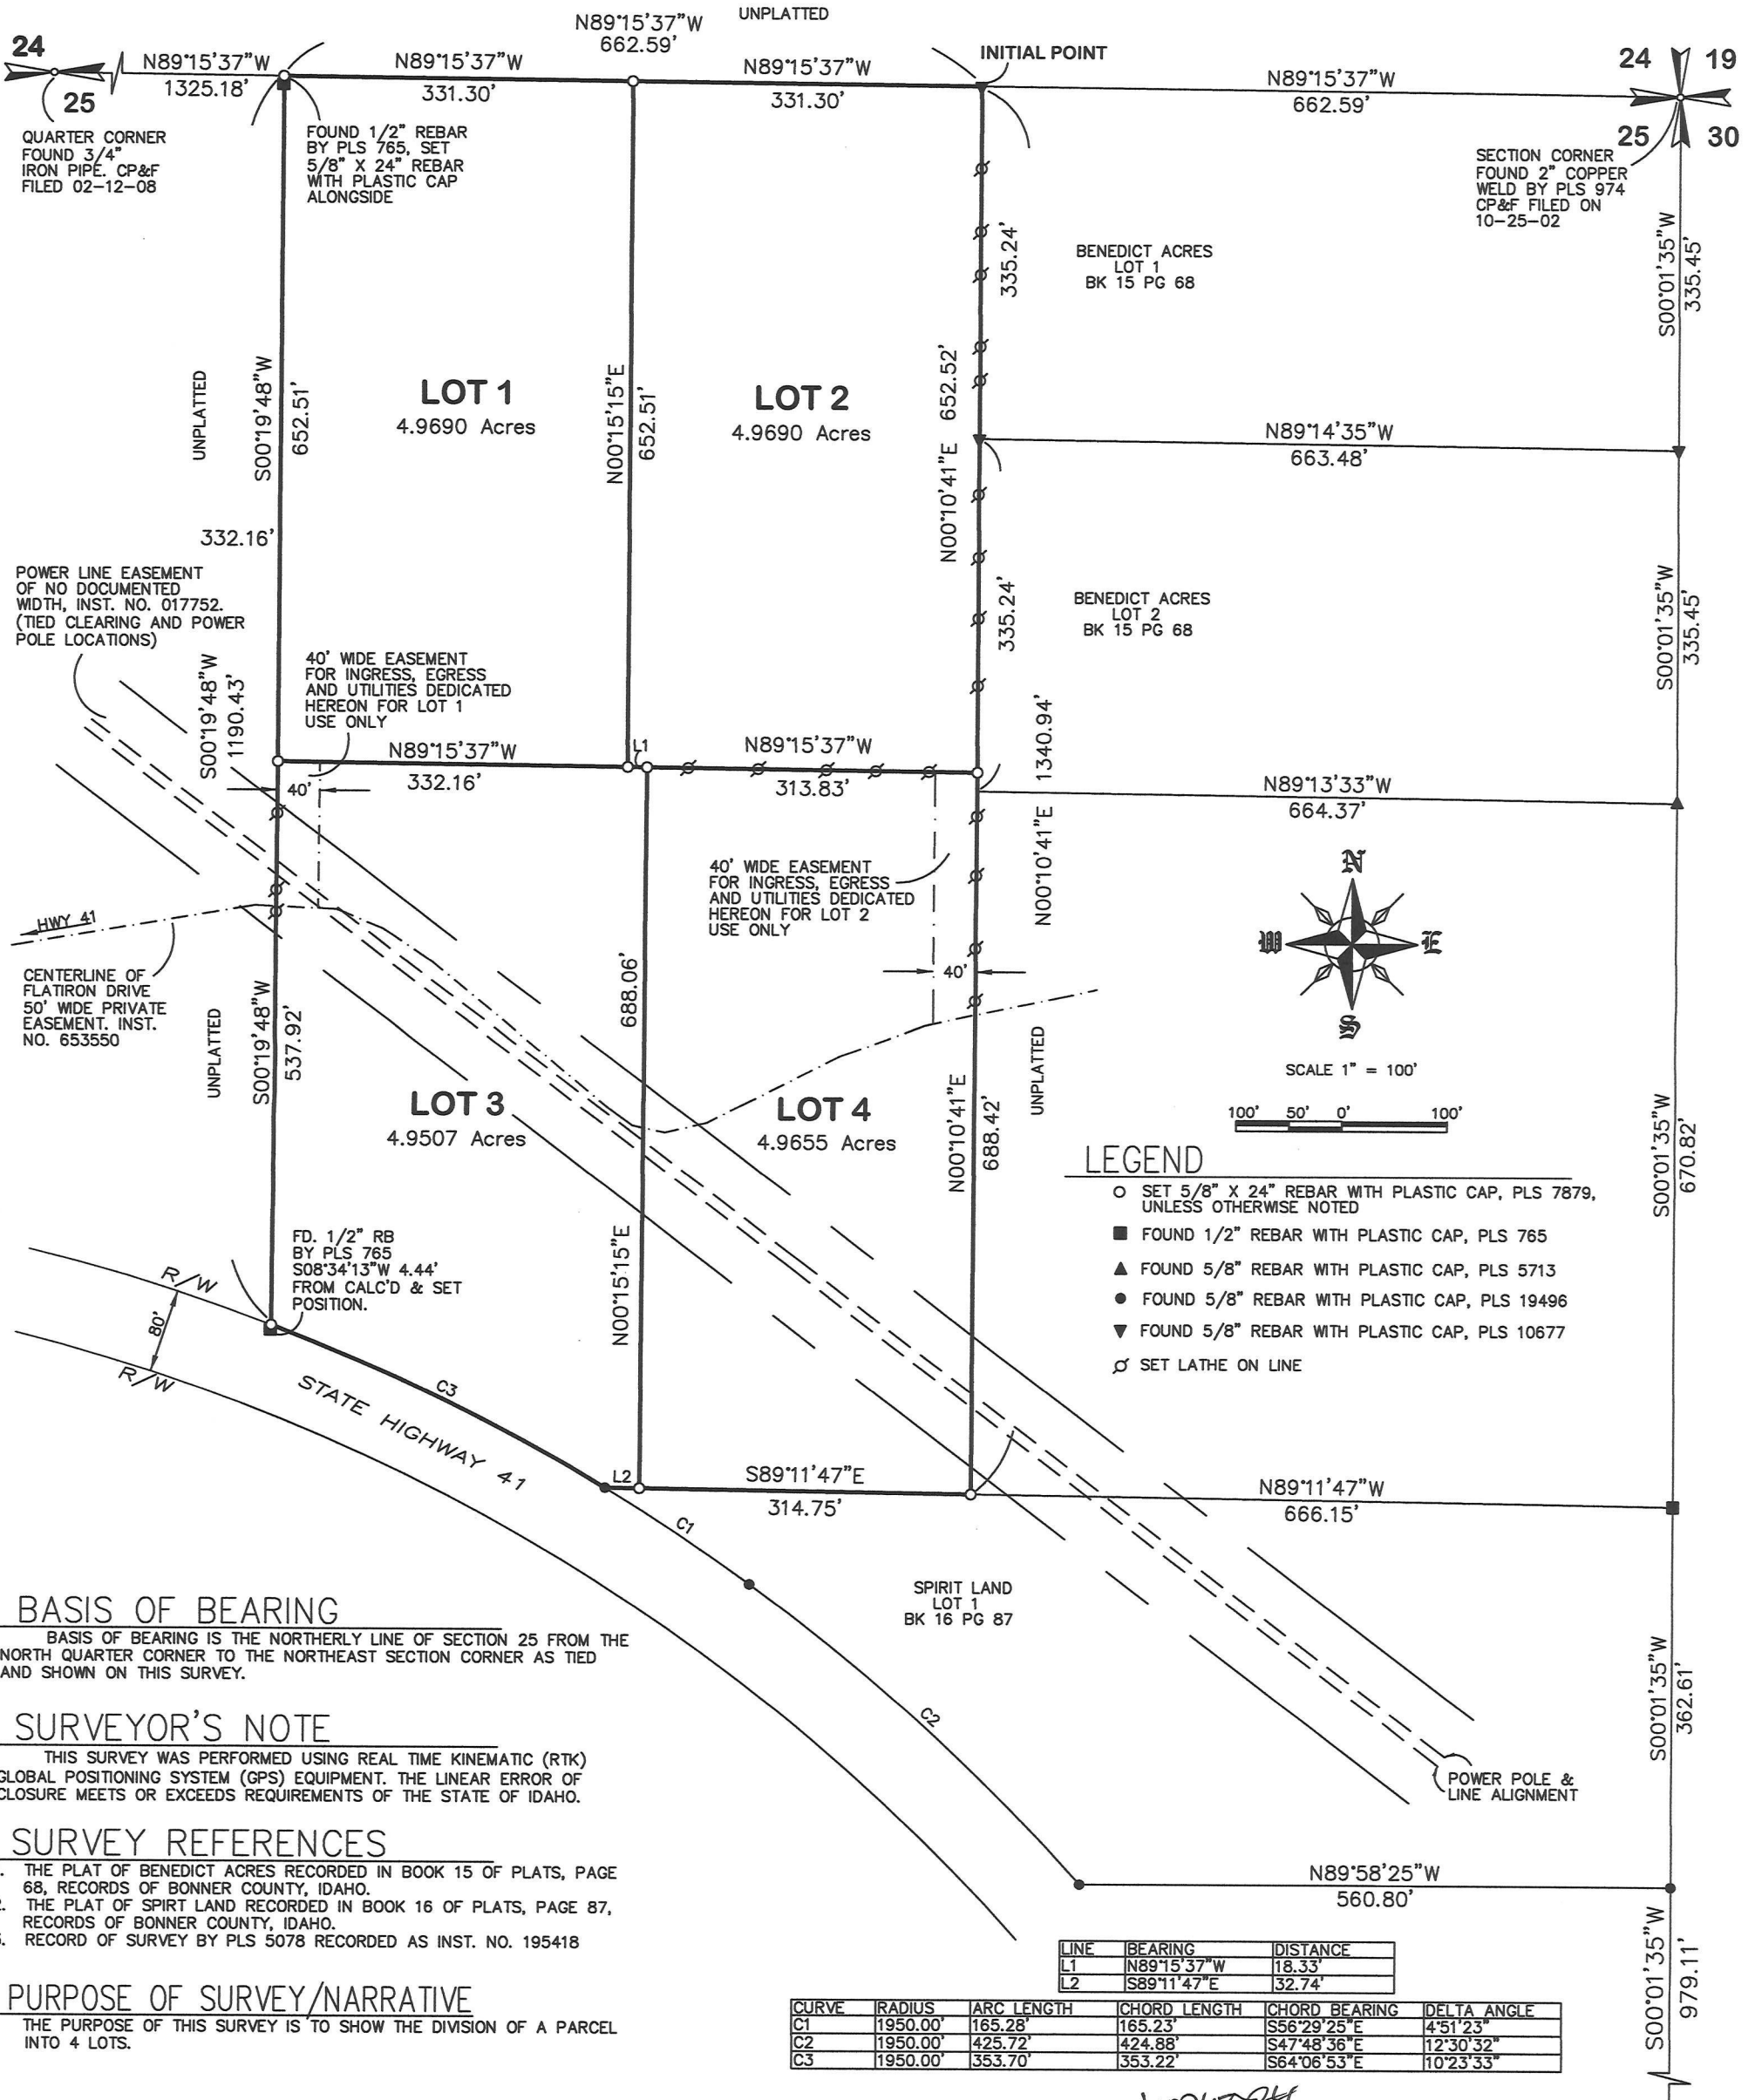 UNPLATTED
N89°15'37"W
662.59'
24
25
QUARTER CORNER
FOUND 3/4"
IRON PIPE. CP&F
FILED 02-12-08
N89°15'37"W
1325.18'
N89°15'37"W
331.30'
N89°15'37"W
331.30'
INITIAL POINT
N89°15'37"W
662.59'
24
19
25
30
SECTION CORNER
FOUND 2" COPPER
WELD BY PLS 974
CP&F FILED ON
10-25-02
FOUND 1/2" REBAR
BY PLS 765, SET
5/8" X 24" REBAR
WITH PLASTIC CAP
ALONGSIDE
335.24'
BENEDICT ACRES
LOT 1
BK 15 PG 68
S00°01'35"W
335.45'
UNPLATTED
S00°19'48"W
652.51'
LOT 1
4.9690 Acres
N00°15'15"E
652.51'
LOT 2
4.9690 Acres
N00°10'41"E 652.52'
N89°14'35"W
663.48'
332.16'
335.24'
BENEDICT ACRES
LOT 2
BK 15 PG 68
S00°01'35"W
335.45'
POWER LINE EASEMENT
OF NO DOCUMENTED
WIDTH, INST. NO. 017752.
(TIED CLEARING AND POWER
POLE LOCATIONS)
S00°19'48"W
1190.43'
40' WIDE EASEMENT
FOR INGRESS, EGRESS
AND UTILITIES DEDICATED
HEREON FOR LOT 1
USE ONLY
N89°15'37"W
332.16'
40'
L1
N89°15'37"W
313.83'
N00°10'41"E 1340.94'
N89°13'33"W
664.37'
40' WIDE EASEMENT
FOR INGRESS, EGRESS
AND UTILITIES DEDICATED
HEREON FOR LOT 2
USE ONLY
40'
HWY 41
CENTERLINE OF
FLATIRON DRIVE
50' WIDE PRIVATE
EASEMENT. INST.
NO. 653550
UNPLATTED
S00°19'48"W
537.92'
688.06'
N00°15'15"E
LOT 3
4.9507 Acres
LOT 4
4.9655 Acres
N00°10'41"E
688.42'
UNPLATTED
N
W
E
S
SCALE 1" = 100'
100' 50' 0' 100'
S00°01'35"W
670.82'
LEGEND
SET 5/8" X 24" REBAR WITH PLASTIC CAP, PLS 7879,
UNLESS OTHERWISE NOTED
FOUND 1/2" REBAR WITH PLASTIC CAP, PLS 765
FOUND 5/8" REBAR WITH PLASTIC CAP, PLS 5713
FOUND 5/8" REBAR WITH PLASTIC CAP, PLS 19496
FOUND 5/8" REBAR WITH PLASTIC CAP, PLS 10677
SET LATHE ON LINE
FD. 1/2" RB
BY PLS 765
S08°34'13"W 4.44'
FROM CALC'D & SET
POSITION.
R/W
80'
R/W
STATE HIGHWAY 41
C3
L2
S89°11'47"E
314.75'
N89°11'47"W
666.15'
C1
SPIRIT LAND
LOT 1
BK 16 PG 87
C2
S00°01'35"W
362.61'
POWER POLE &
LINE ALIGNMENT
N89°58'25"W
560.80'
S00°01'35"W
979.11'
BASIS OF BEARING
BASIS OF BEARING IS THE NORTHERLY LINE OF SECTION 25 FROM THE
NORTH QUARTER CORNER TO THE NORTHEAST SECTION CORNER AS TIED
AND SHOWN ON THIS SURVEY.
SURVEYOR'S NOTE
THIS SURVEY WAS PERFORMED USING REAL TIME KINEMATIC (RTK)
GLOBAL POSITIONING SYSTEM (GPS) EQUIPMENT. THE LINEAR ERROR OF
CLOSURE MEETS OR EXCEEDS REQUIREMENTS OF THE STATE OF IDAHO.
SURVEY REFERENCES
THE PLAT OF BENEDICT ACRES RECORDED IN BOOK 15 OF PLATS, PAGE
68, RECORDS OF BONNER COUNTY, IDAHO.
THE PLAT OF SPIRT LAND RECORDED IN BOOK 16 OF PLATS, PAGE 87,
RECORDS OF BONNER COUNTY, IDAHO.
RECORD OF SURVEY BY PLS 5078 RECORDED AS INST. NO. 195418
PURPOSE OF SURVEY/NARRATIVE
THE PURPOSE OF THIS SURVEY IS TO SHOW THE DIVISION OF A PARCEL
INTO 4 LOTS.
LINE BEARING DISTANCE
L1 N89°15'37"W 18.33'
L2 S89°11'47"E 32.74'
CURVE RADIUS ARC LENGTH CHORD LENGTH CHORD BEARING DELTA ANGLE
C1 1950.00' 165.28' 165.23' S56°29'25"E 4°51'23"
C2 1950.00' 425.72' 424.88' S47°48'36"E 12°30'32"
C3 1950.00' 353.70' 353.22' S64°06'53"E 10°23'33"